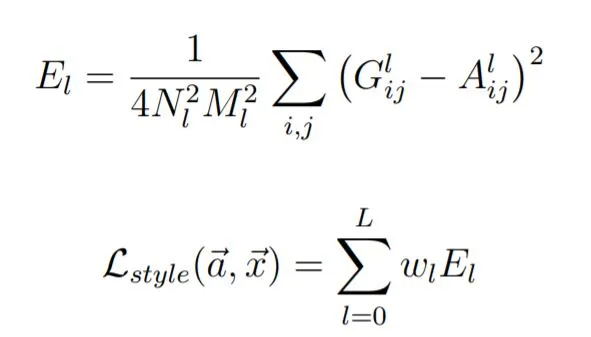 E_l = \frac{1}{4N_l^2 M_l^2} \sum_{i,j} \left( G_{ij}^l - A_{ij}^l \right)^2
\mathcal{L}_{style}(\vec{a}, \vec{x}) = \sum_{l=0}^{L} w_l E_l